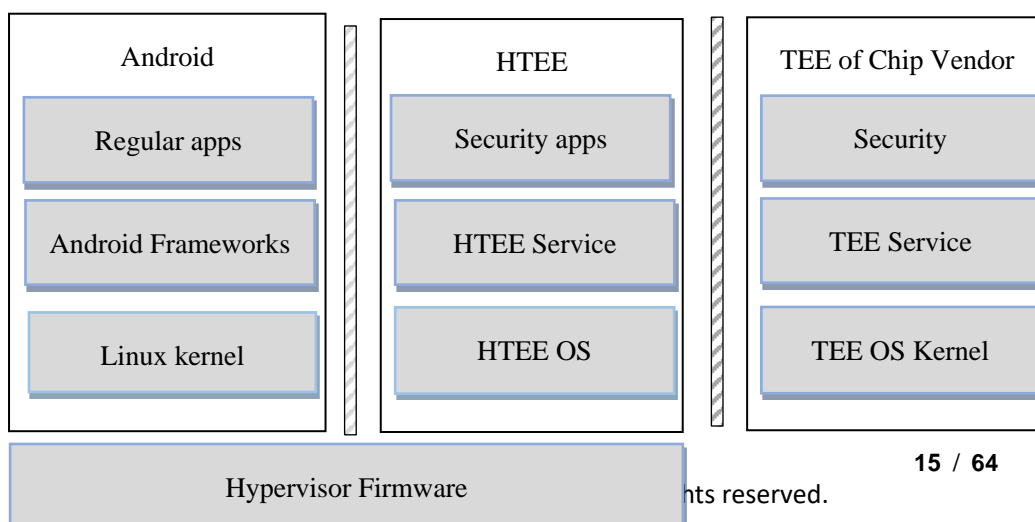 Android
Regular apps
Android Frameworks
Linux kernel
HTEE
Security apps
HTEE Service
HTEE OS
TEE of Chip Vendor
Security
TEE Service
TEE OS Kernel
Hypervisor Firmware
15 / 64
hts reserved.